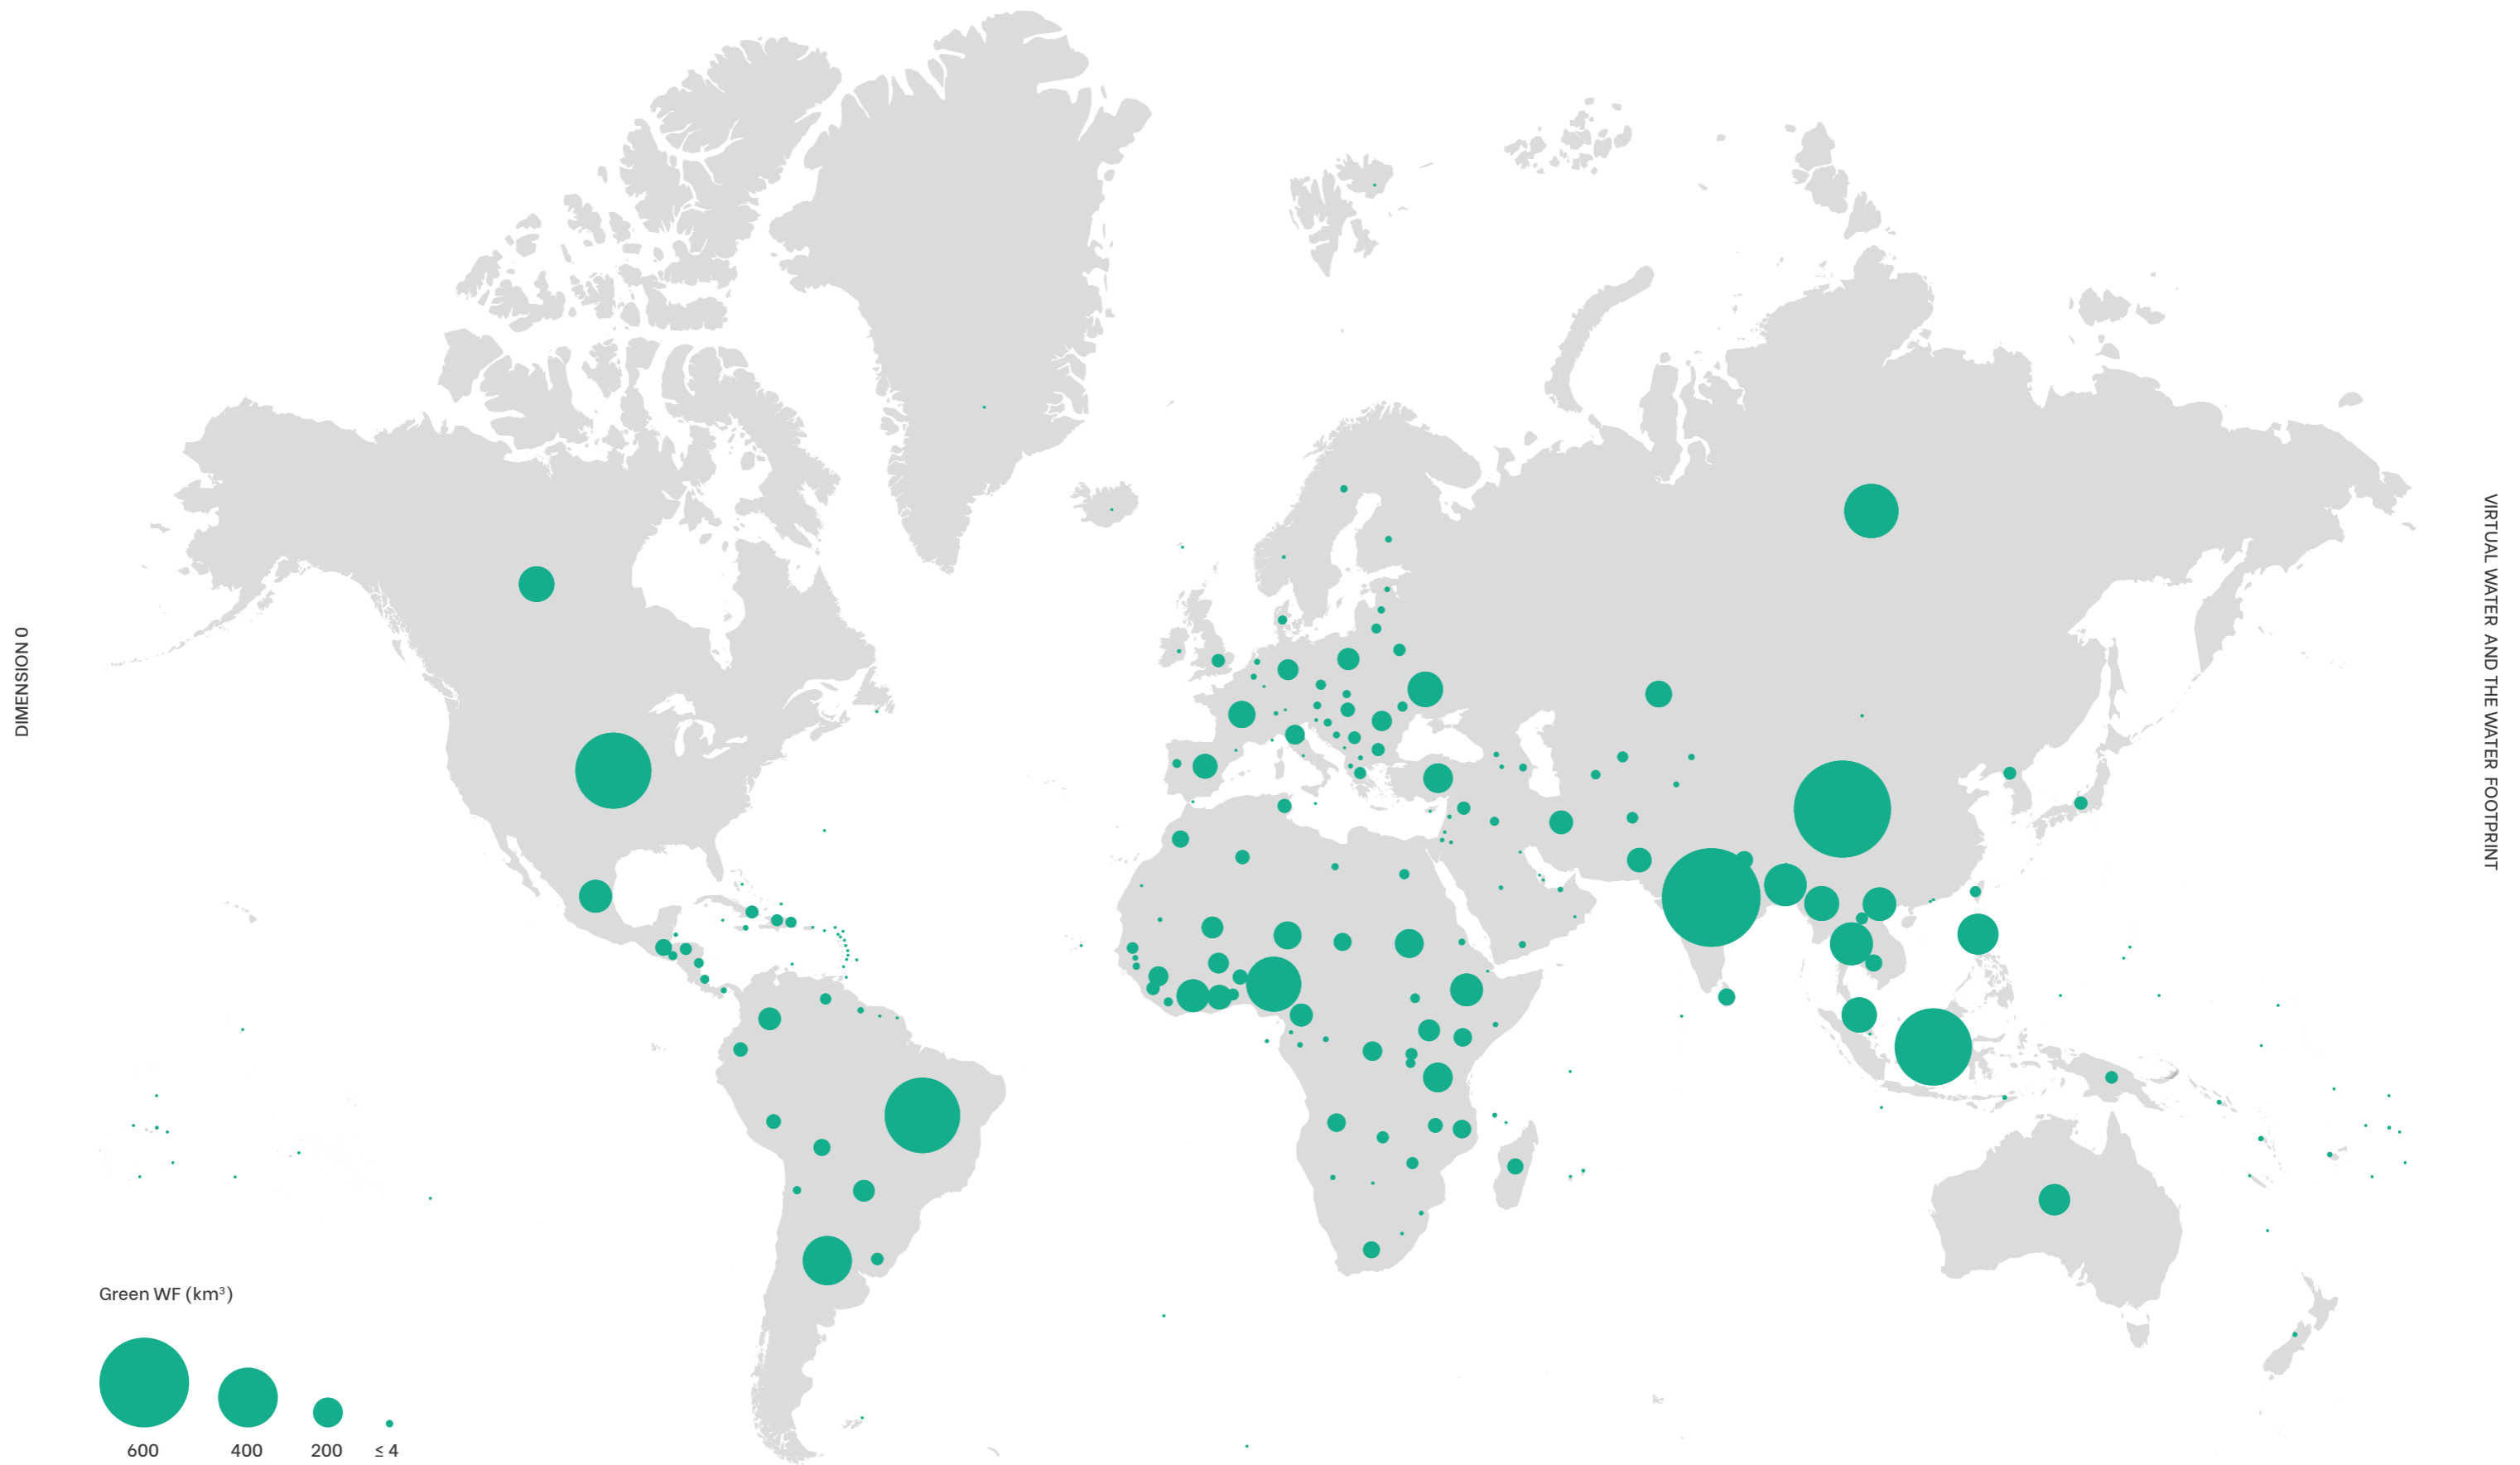 DIMENSION 0
VIRTUAL WATER AND THE WATER FOOTPRINT
Green WF (km³)
600
400
200
≤ 4